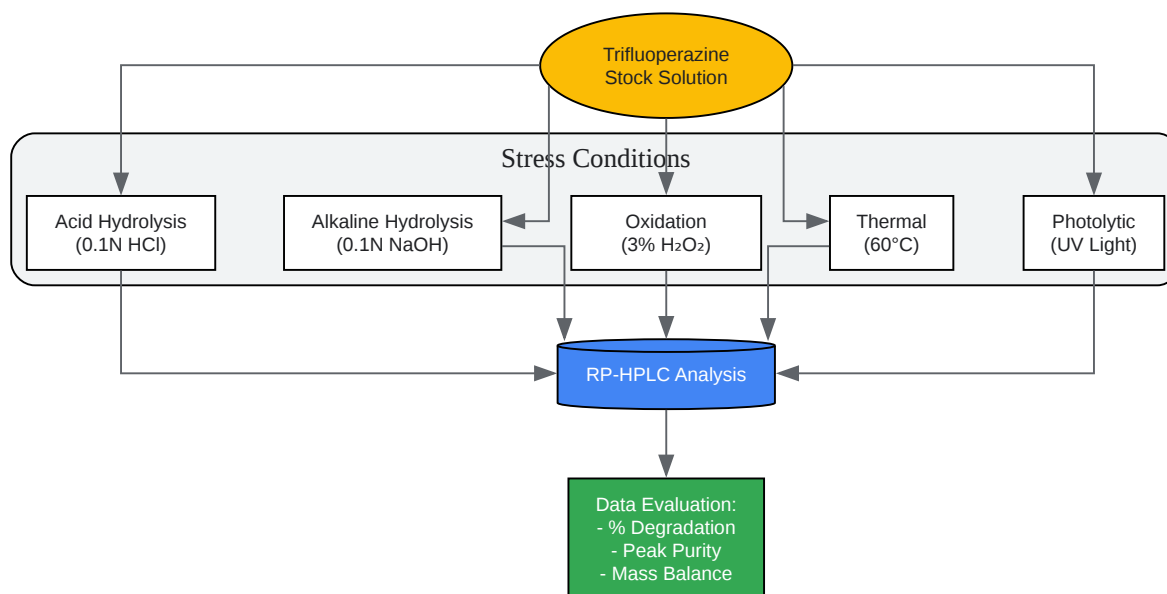 Trifluoperazine
Stock Solution
Stress Conditions
Acid Hydrolysis
(0.1N HCl)
Alkaline Hydrolysis
(0.1N NaOH)
Oxidation
(3% H₂O₂)
Thermal
(60°C)
Photolytic
(UV Light)
RP-HPLC Analysis
Data Evaluation:
- % Degradation
- Peak Purity
- Mass Balance